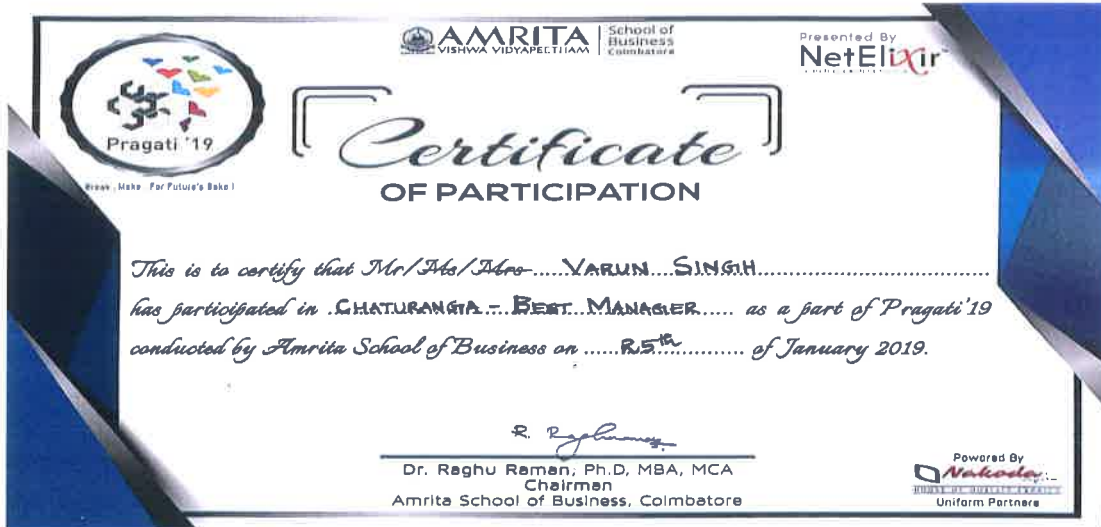 AMRITA
VISHWA VIDYAPEETHAM
School of
Business
Coimbatore
Presented By
NetElixir
Pragati '19
Break, Make For Future's Sake!
Certificate
OF PARTICIPATION
This is to certify that Mr/Ms/Mrs ..... VARUN SINGH ..............................
has participated in .CHATURANGA - BEST MANAGER..... as a part of Pragati'19
conducted by Amrita School of Business on ......25th............... of January 2019.
Dr. Raghu Raman, Ph.D, MBA, MCA
Chairman
Amrita School of Business, Coimbatore
Powered By
Nakoda
HOUSE OF QUALITY
Uniform Partners